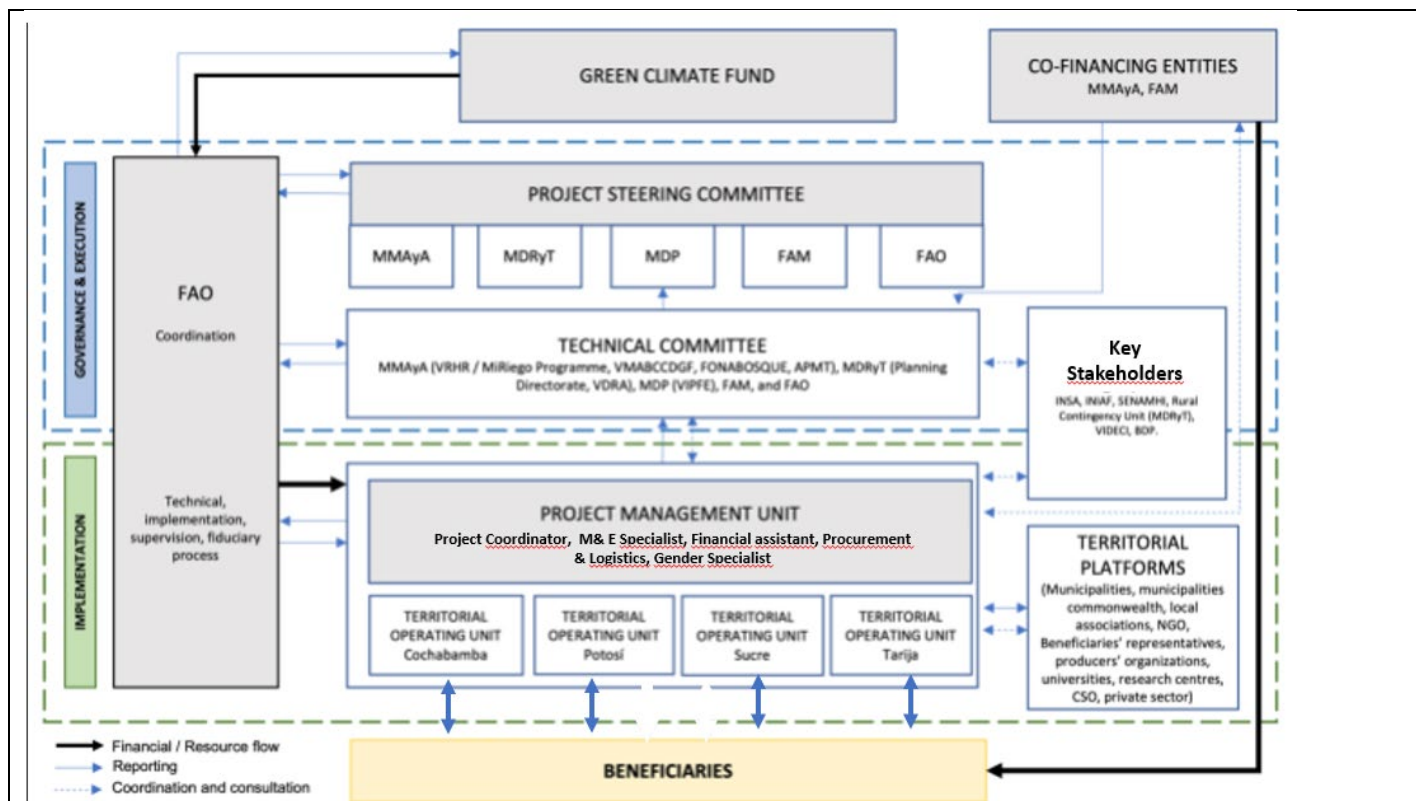 GREEN CLIMATE FUND
CO-FINANCING ENTITIES
MMAyA, FAM
GOVERNANCE & EXECUTION
FAO
Coordination
PROJECT STEERING COMMITTEE
MMAyA
MDRyT
MDP
FAM
FAO
TECHNICAL COMMITTEE
MMAyA (VRHR / MiRiego Programme, VMABCCDGF, FONABOSQUE, APMT), MDRyT (Planning
Directorate, VDRA), MDP (VIPFE), FAM, and FAO
Key
Stakeholders
INSA, INIAF, SENAMHI, Rural
Contingency Unit (MDRyT),
VIDECI, BDP.
IMPLEMENTATION
Technical,
implementation,
supervision, fiduciary
process
PROJECT MANAGEMENT UNIT
Project Coordinator, M& E Specialist, Financial assistant, Procurement
& Logistics, Gender Specialist
TERRITORIAL
OPERATING UNIT
Cochabamba
TERRITORIAL
OPERATING UNIT
Potosí
TERRITORIAL
OPERATING UNIT
Sucre
TERRITORIAL
OPERATING UNIT
Tarija
TERRITORIAL
PLATFORMS
(Municipalities, municipalities
commonwealth, local
associations, NGO,
Beneficiaries' representatives,
producers' organizations,
universities, research centres,
CSO, private sector)
Financial / Resource flow
Reporting
Coordination and consultation
BENEFICIARIES